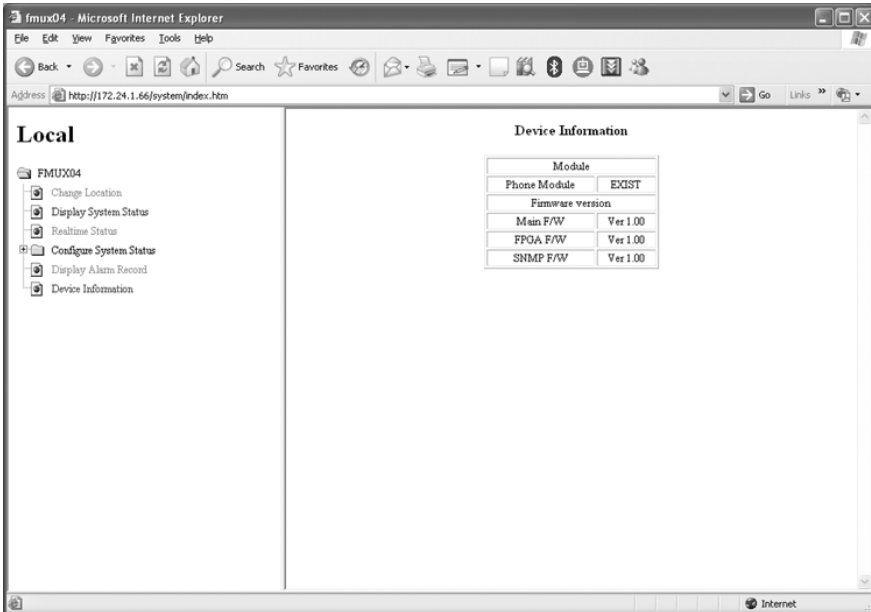 fmux04 - Microsoft Internet Explorer
File Edit View Favorites Tools Help
Back Search Favorites
Address http://172.24.1.66/system/index.htm Go Links »
Local
FMUX04
Change Location
Display System Status
Realtime Status
Configure System Status
Display Alarm Record
Device Information
Device Information
Module
Phone Module EXIST
Firmware version
Main F/W Ver 1.00
FPGA F/W Ver 1.00
SNMP F/W Ver 1.00
Internet